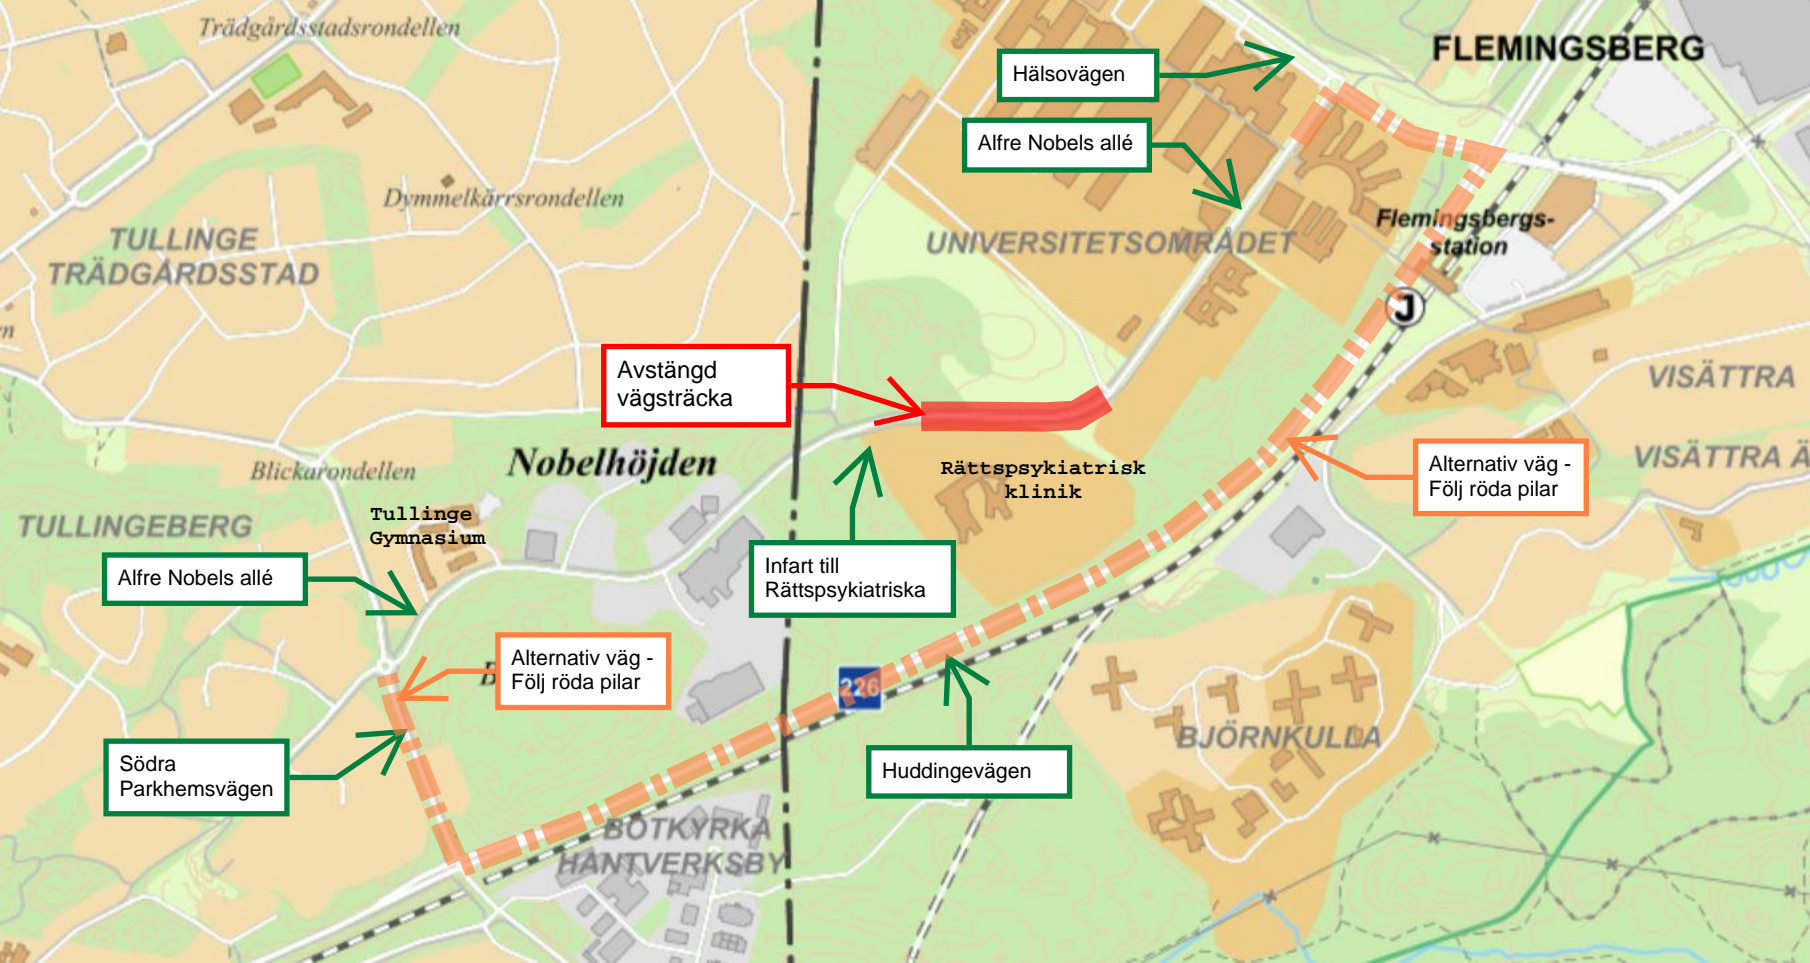 Trädgårdsstadsrondellen
FLEMINGSBERG
Hälsovägen
Alfre Nobels allé
Dymmelkärrsrondellen
Flemingsbergs-
station
TULLINGE
TRÄDGÅRDSSTAD
UNIVERSITETSOMRÅDET
J
Avstängd
vägsträcka
VISÄTTRA
Nobelhöjden
Blickarondellen
Rättspsykiatrisk
klinik
Alternativ väg -
Följ röda pilar
VISÄTTRA Ä
TULLINGEBERG
Tullinge
Gymnasium
Alfre Nobels allé
Infart till
Rättspsykiatriska
Alternativ väg -
Följ röda pilar
226
BJÖRNKULLA
Södra
Parkhemsvägen
Huddingevägen
BOTKYRKA
HANTVERKSBY